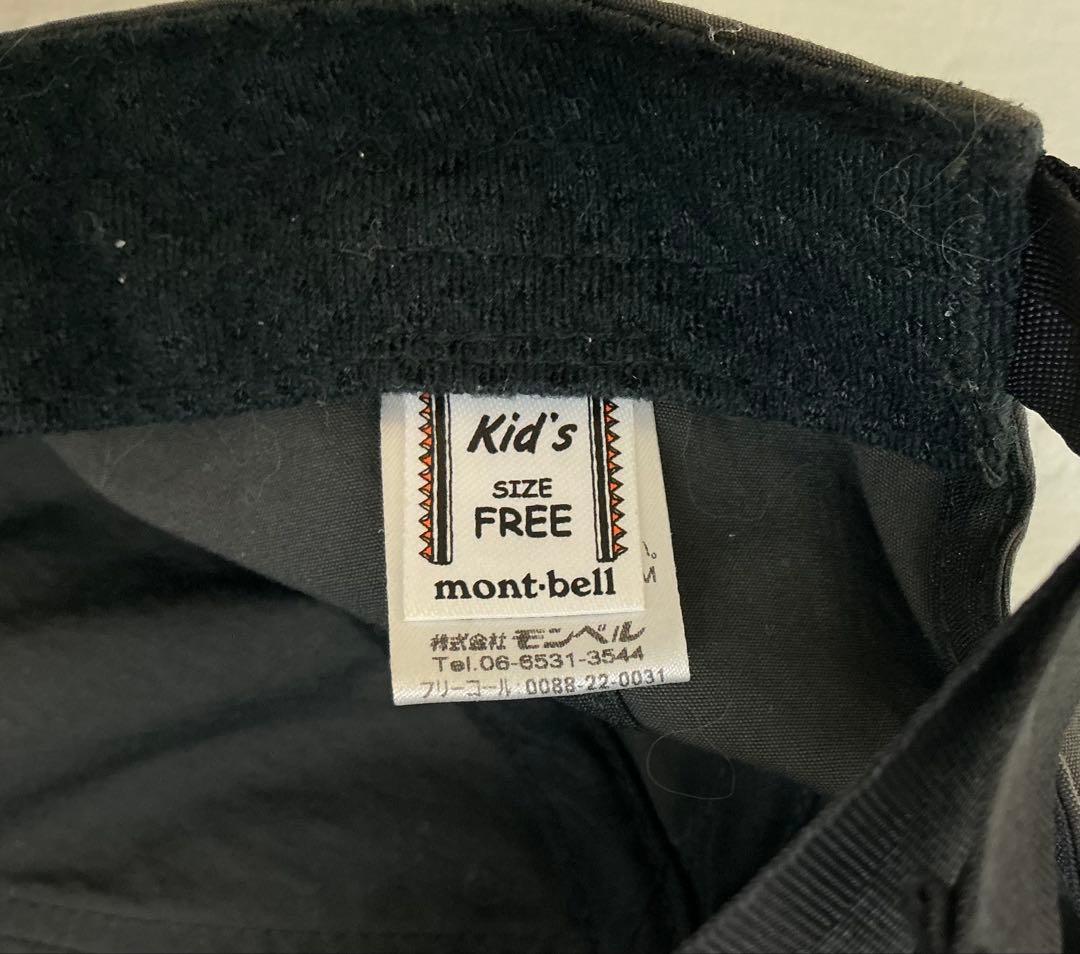 Kid's
SIZE
FREE
mont·bell
株式会社 モンベル
Tel.06-6531-3544
フリーコール:0088-22-0031